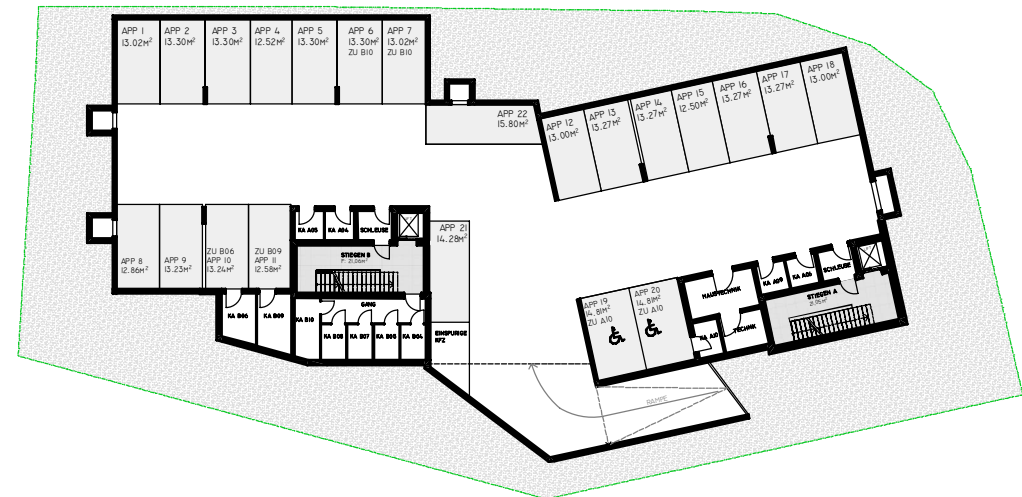 APP 1
13.02M²
APP 2
13.30M²
APP 3
13.30M²
APP 4
12.52M²
APP 5
13.30M²
APP 6
13.30M²
ZU B10
APP 7
13.02M²
ZU B10
APP 22
15.80M²
APP 12
13.00M²
APP 13
13.27M²
APP 14
13.27M²
APP 15
12.50M²
APP 16
13.27M²
APP 17
13.27M²
APP 18
13.00M²
APP 8
12.86M²
APP 9
13.23M²
ZU B06
APP 10
13.24M²
ZU B09
APP 11
12.58M²
KA A05
KA A04
SCHLEUSE
STIEGEN B
F: 21,06m²
APP 21
14.28M²
KA B06
KA B09
KA B10
GANG
KA B08
KA B07
KA B05
KA B04
EINSPURIGE
KFZ
APP 19
14.81M²
ZU A10
APP 20
14.81M²
ZU A10
HAUPTTECHNIK
KA A09
KA A06
SCHLEUSE
STIEGEN A
KA A10
TECHNIK
RAMPE